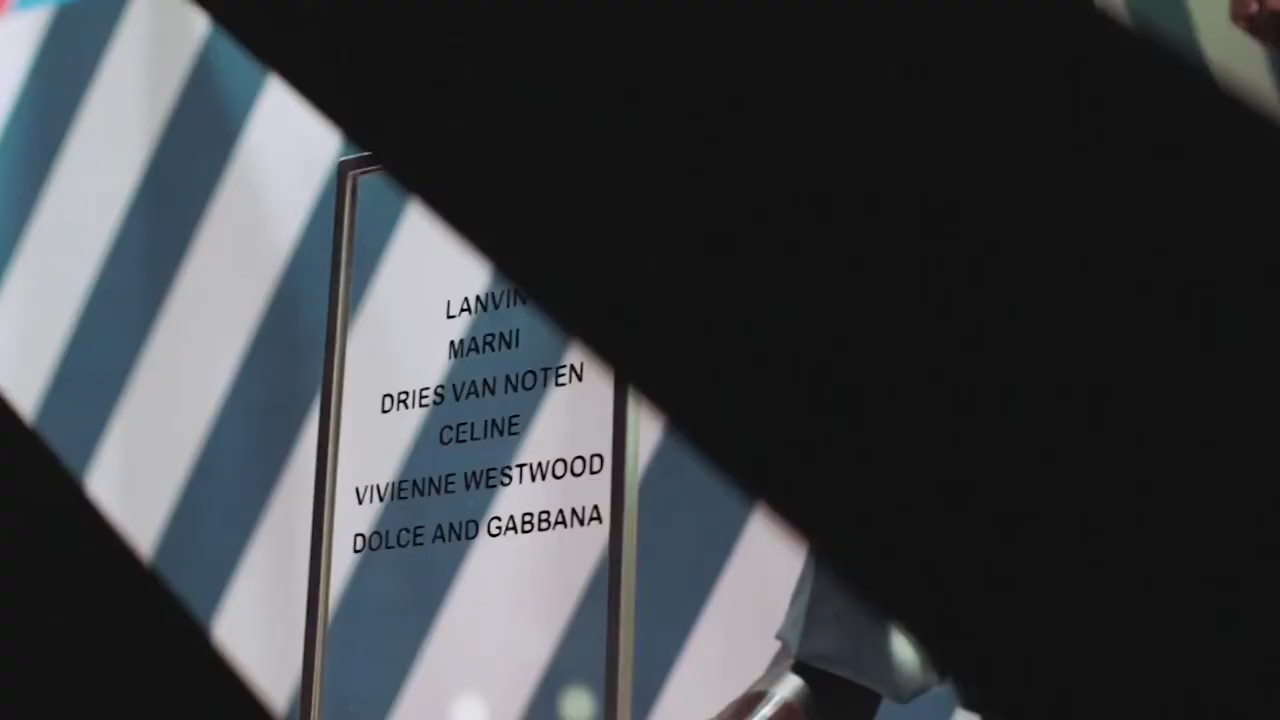 LANVIN
MARNI
DRIES VAN NOTEN
CELINE
VIVIENNE WESTWOOD
DOLCE AND GABBANA